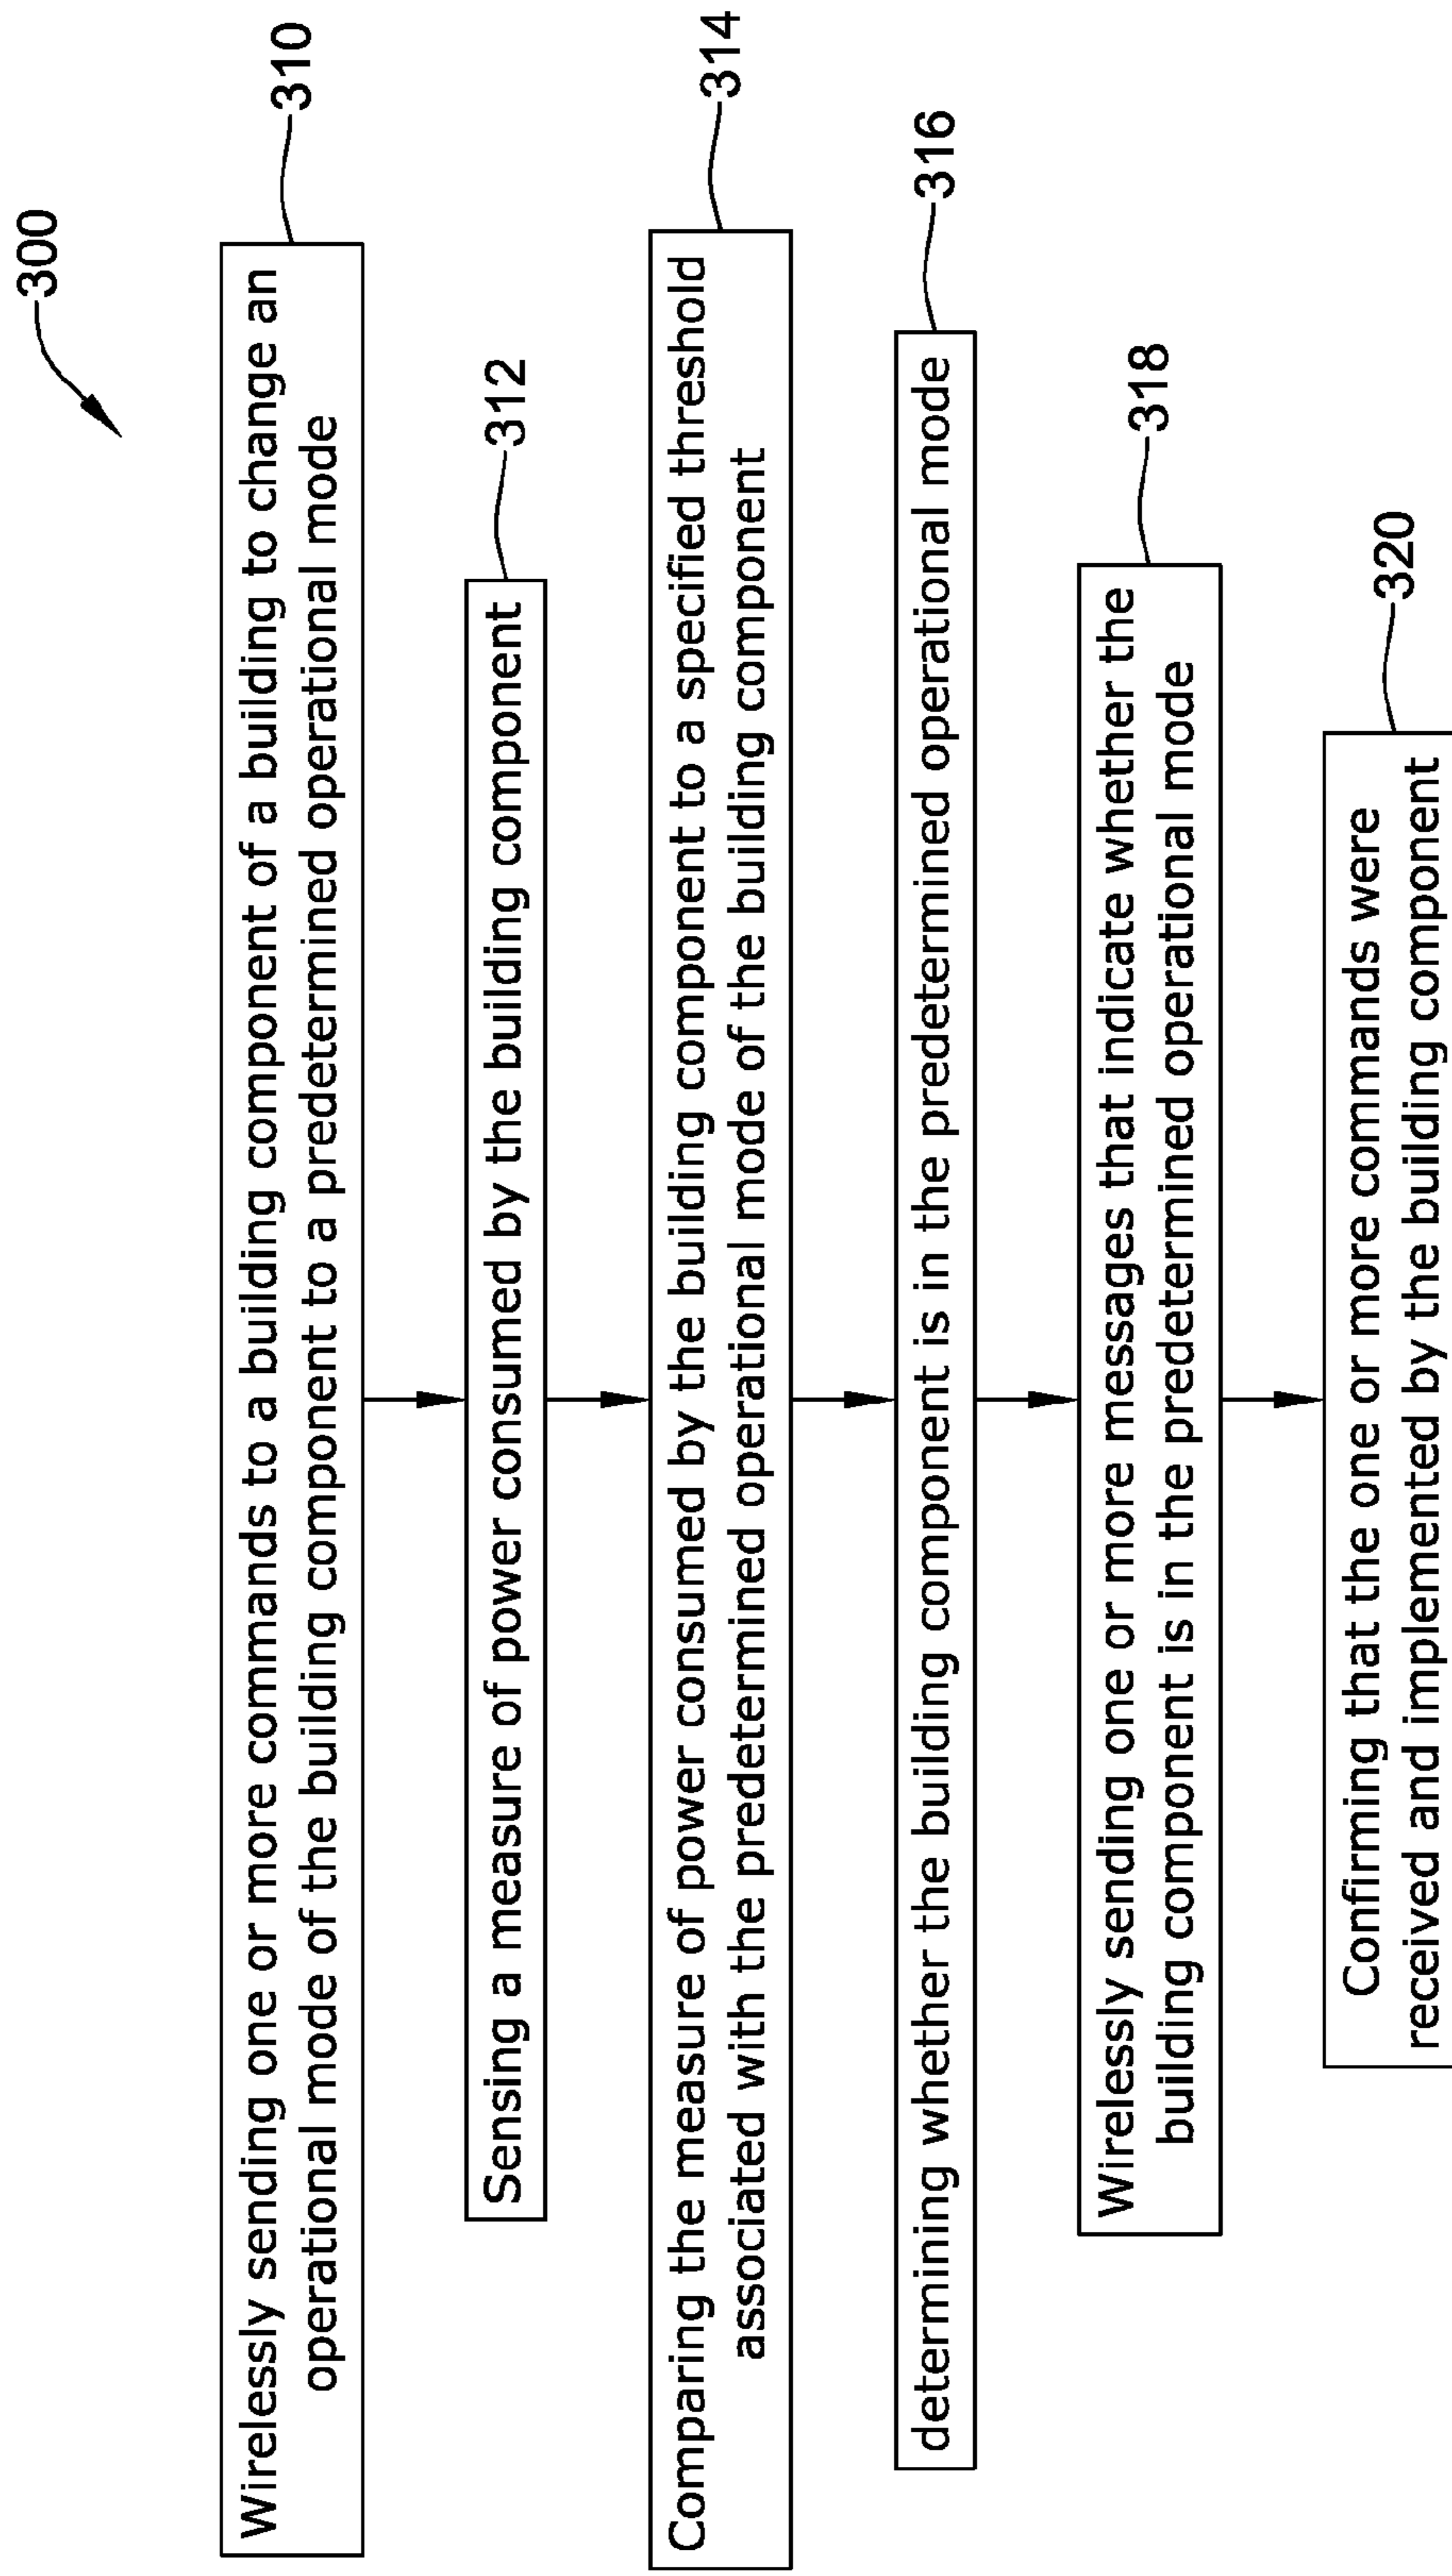 300
Wirelessly sending one or more commands to a building component of a building to change an
operational mode of the building component to a predetermined operational mode
310
Sensing a measure of power consumed by the building component
312
Comparing the measure of power consumed by the building component to a specified threshold
associated with the predetermined operational mode of the building component
314
determining whether the building component is in the predetermined operational mode
316
Wirelessly sending one or more messages that indicate whether the
building component is in the predetermined operational mode
318
Confirming that the one or more commands were
received and implemented by the building component
320